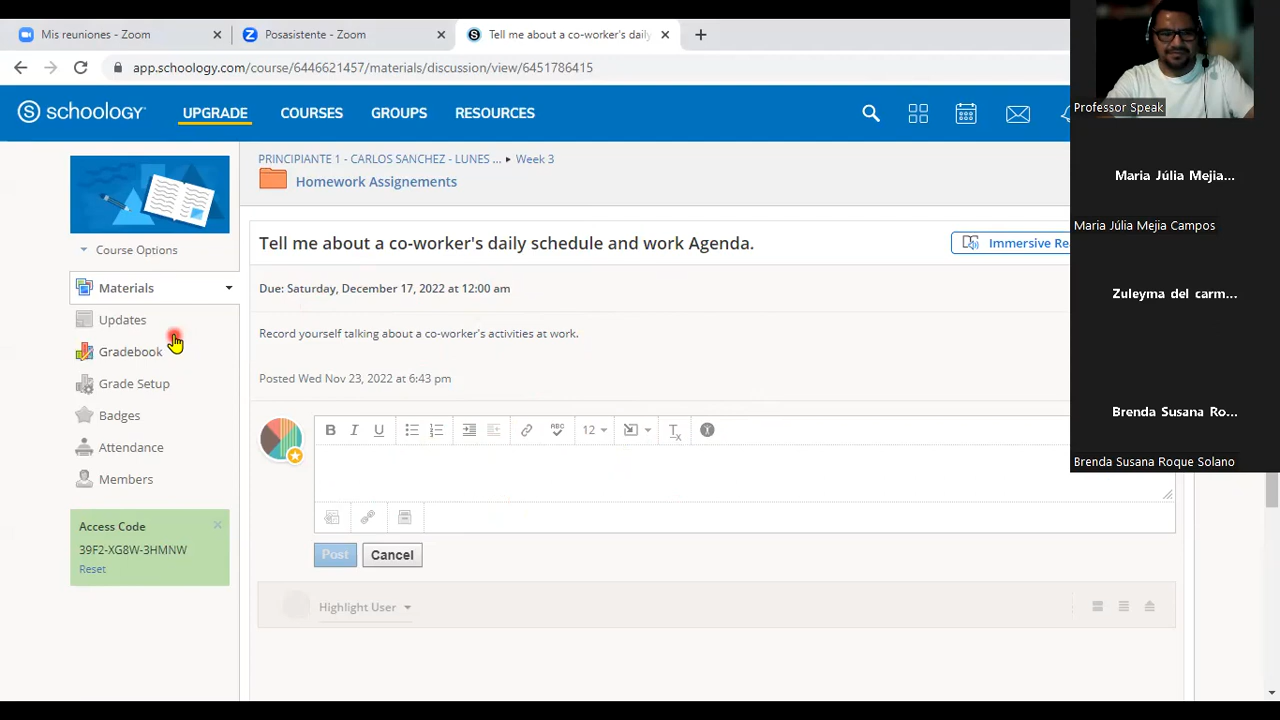 Mis reuniones - Zoom
Posasistente - Zoom
Tell me about a co-worker's daily
app.schoology.com/course/6446621457/materials/discussion/view/6451786415
schoology
UPGRADE
COURSES
GROUPS
RESOURCES
Professor Speak
PRINCIPIANTE 1 - CARLOS SANCHEZ - LUNES ... ▸ Week 3
Homework Assignements
Maria Júlia Mejia...
Maria Júlia Mejia Campos
Course Options
Tell me about a co-worker's daily schedule and work Agenda.
Immersive Re
Materials
Due: Saturday, December 17, 2022 at 12:00 am
Zuleyma del carm...
Updates
Record yourself talking about a co-worker's activities at work.
Gradebook
Posted Wed Nov 23, 2022 at 6:43 pm
Grade Setup
Badges
Brenda Susana Ro...
B I U ABC 12 Tx
Attendance
Brenda Susana Roque Solano
Members
Access Code
39F2-XG8W-3HMNW
Reset
Post
Cancel
Highlight User